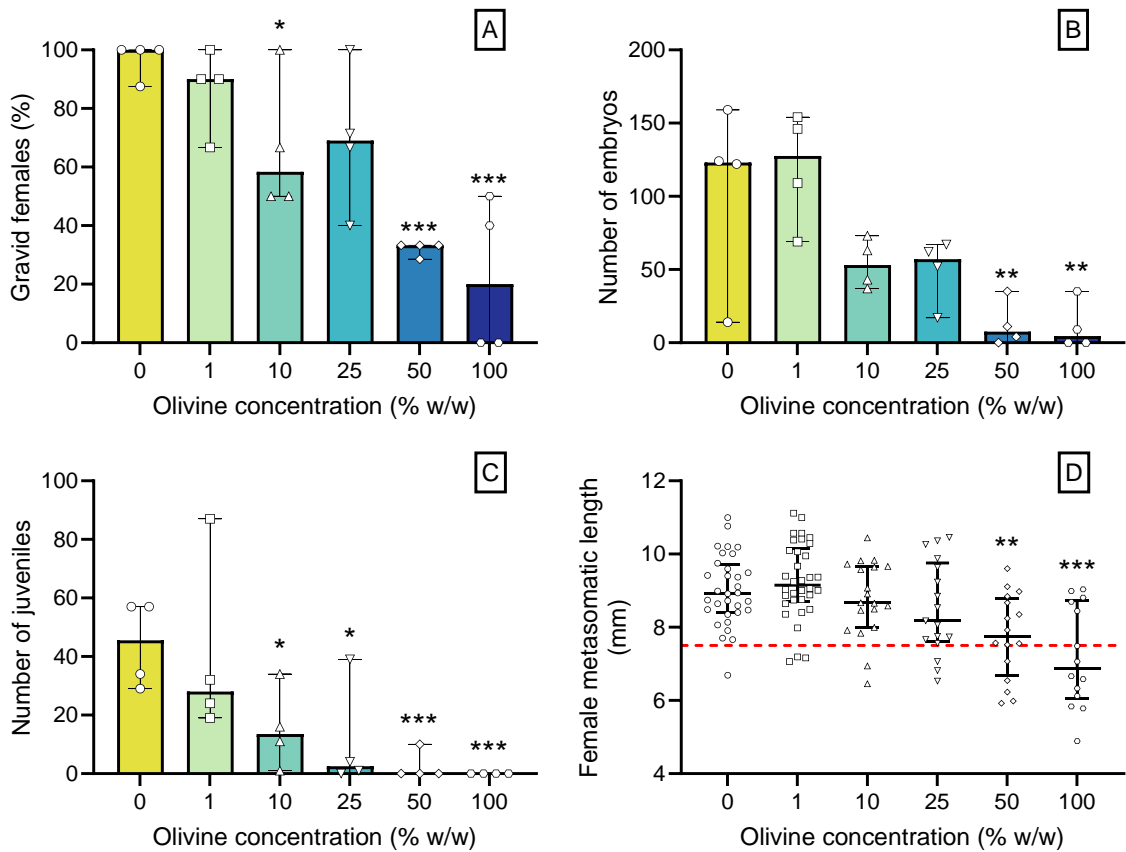 A
Gravid females (%)
100
80
60
40
20
0
*
***
***
0 1 10 25 50 100
Olivine concentration (% w/w)
B
Number of embryos
200
150
100
50
0
**
**
0 1 10 25 50 100
Olivine concentration (% w/w)
C
Number of juveniles
100
80
60
40
20
0
*
*
***
***
0 1 10 25 50 100
Olivine concentration (% w/w)
D
Female metasomatic length
(mm)
12
10
8
6
4
**
***
0 1 10 25 50 100
Olivine concentration (% w/w)